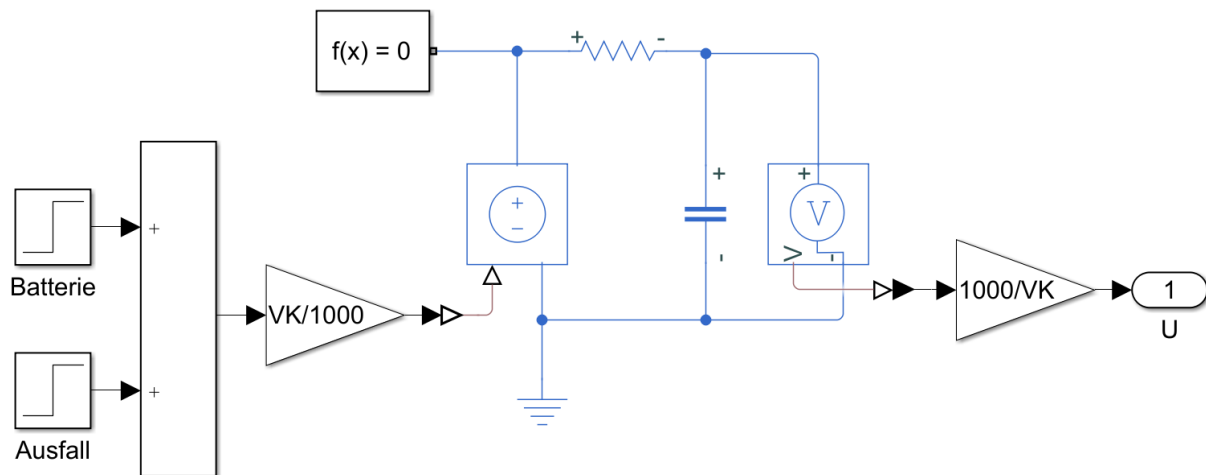 f(x) = 0
+ -
+
-
+
-
+
-
V
V
+
Batterie
VK/1000
+
Ausfall
1000/VK
1
U